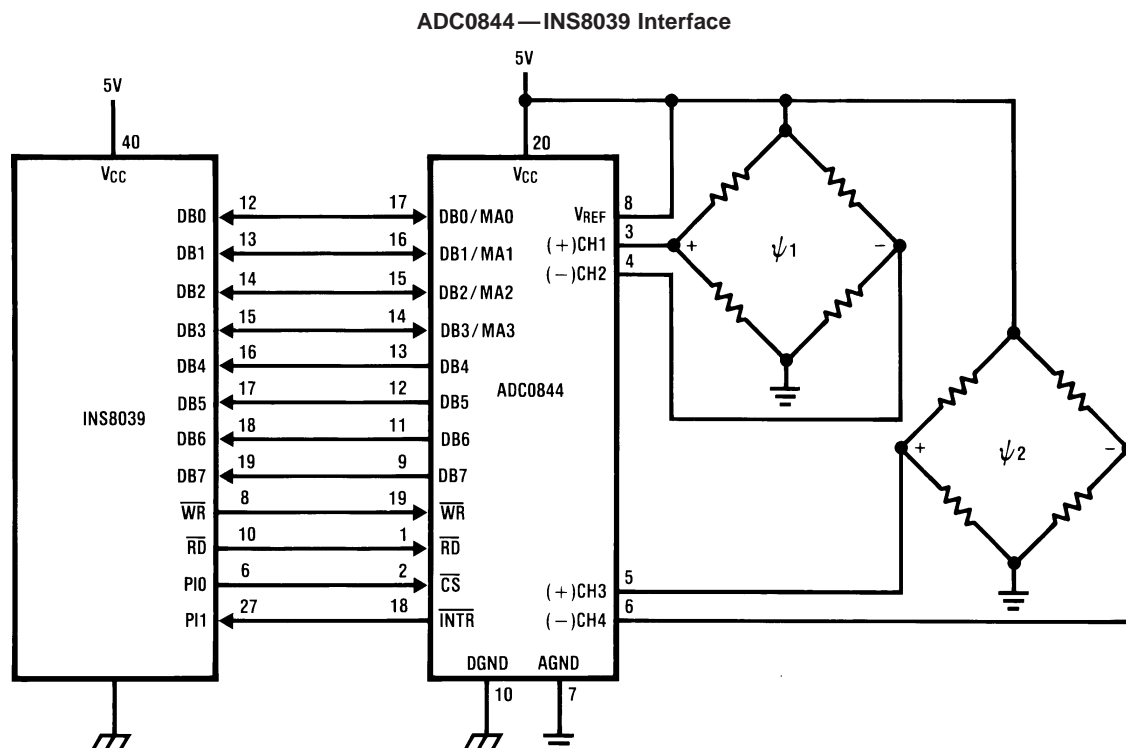 ADC0844—INS8039 Interface
5V
5V
40
20
VCC
VCC
DB0 12 17 DB0/MA0
VREF 8
DB1 13 16 DB1/MA1
(+)CH1 3
(−)CH2 4
DB2 14 15 DB2/MA2
DB3 15 14 DB3/MA3
DB4 16 13 DB4
DB5 17 12 DB5
DB6 18 11 DB6
DB7 19 9 DB7
INS8039
ADC0844
WR 8 19 WR
RD 10 1 RD
PI0 6 2 CS
PI1 27 18 INTR
(+)CH3 5
(−)CH4 6
DGND
AGND
10
7
+ ψ1 −
+ ψ2 −